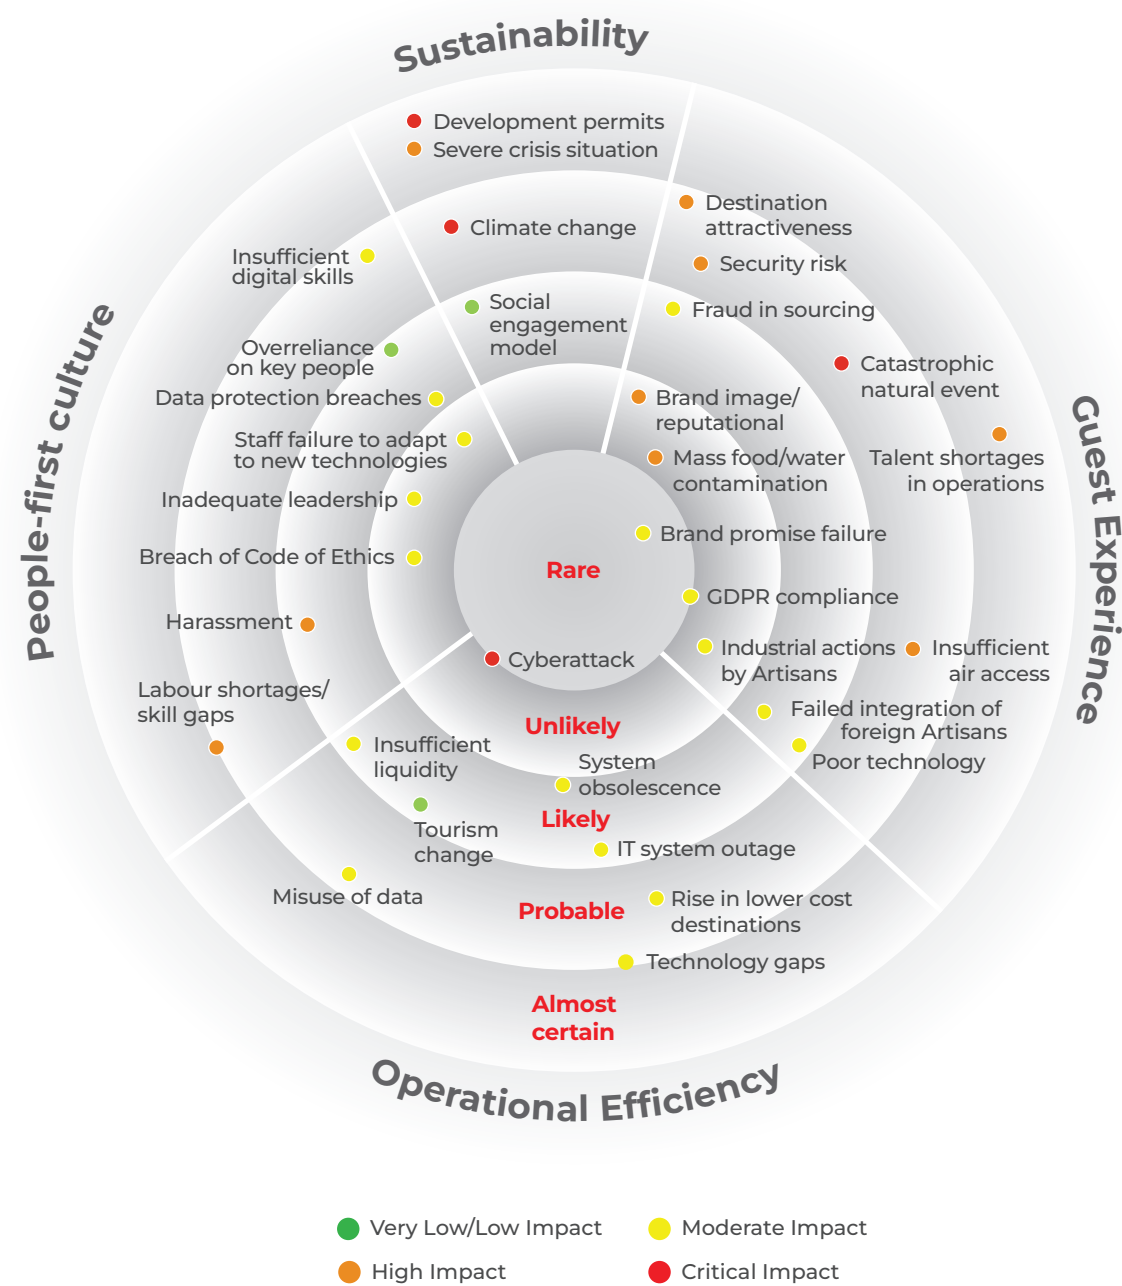 Sustainability
Development permits
Severe crisis situation
Climate change
Social
engagement
model
Destination
attractiveness
Security risk
Fraud in sourcing
Catastrophic
natural event
Brand image/
reputational
Talent shortages
in operations
Mass food/water
contamination
Brand promise failure
GDPR compliance
Industrial actions
by Artisans
Insufficient
air access
Failed integration of
foreign Artisans
Poor technology
Guest Experience
People-first culture
Insufficient
digital skills
Overreliance
on key people
Data protection breaches
Staff failure to adapt
to new technologies
Inadequate leadership
Breach of Code of Ethics
Harassment
Labour shortages/
skill gaps
Rare
Cyberattack
Unlikely
Insufficient
liquidity
System
obsolescence
Likely
Tourism
change
IT system outage
Misuse of data
Probable
Rise in lower cost
destinations
Technology gaps
Almost
certain
Operational Efficiency
Very Low/Low Impact
Moderate Impact
High Impact
Critical Impact